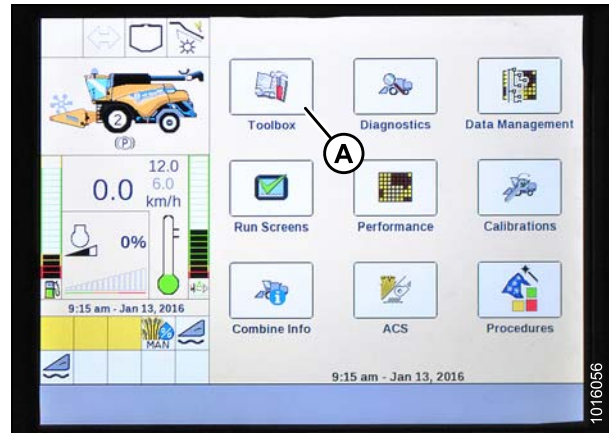 Toolbox
Diagnostics
Data Management
A
2
(P)
12.0
0.0
6.0
km/h
Run Screens
Performance
Calibrations
0%
9:15 am - Jan 13, 2016
MAN
Combine Info
ACS
Procedures
9:15 am - Jan 13, 2016
1016056